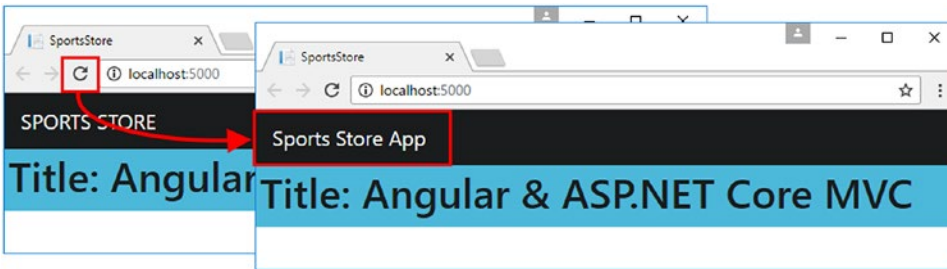 SportsStore
localhost:5000
SPORTS STORE
Title: Angular
SportsStore
localhost:5000
Sports Store App
Title: Angular & ASP.NET Core MVC